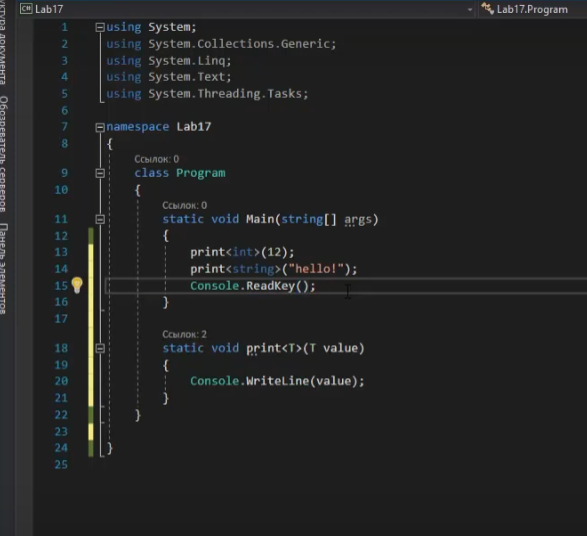 Lab17
Lab17.Program
Обозреватель серверов
Панель элементов
1 using System;
2 using System.Collections.Generic;
3 using System.Linq;
4 using System.Text;
5 using System.Threading.Tasks;
6
7 namespace Lab17
8 {
Ссылок: 0
9 class Program
10 {
Ссылок: 0
11 static void Main(string[] args)
12 {
13 print<int>(12);
14 print<string>("hello!");
15 Console.ReadKey();
16 }
17
Ссылок: 2
18 static void print<T>(T value)
19 {
20 Console.WriteLine(value);
21 }
22 }
23
24 }
25